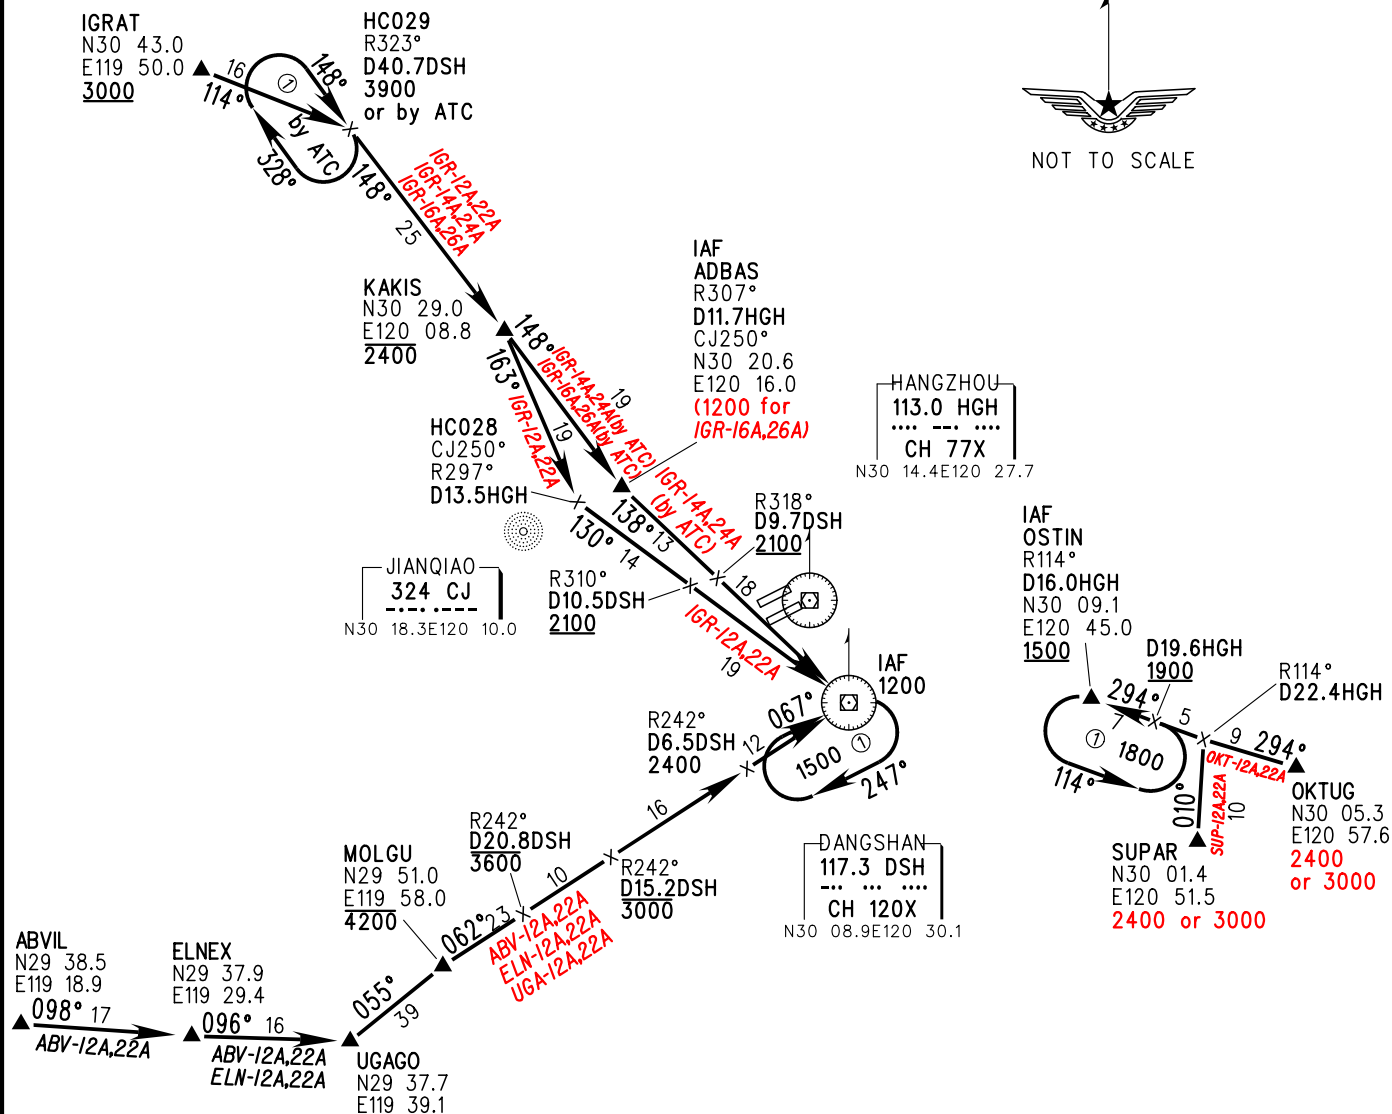 IGRAT
N30 43.0
E119 50.0
3000
16
114°
1
148°
by ATC
328°
HC029
R323°
D40.7DSH
3900
or by ATC
148°
25
IGR-12A,22A
IGR-14A,24A
IGR-16A,26A
NOT TO SCALE
KAKIS
N30 29.0
E120 08.8
2400
148°
163°
IGR-14A,24A(by ATC)
IGR-16A,26A(by ATC)
19
IGR-12A,22A
19
IAF
ADBAS
R307°
D11.7HGH
CJ250°
N30 20.6
E120 16.0
(1200 for
IGR-16A,26A)
HANGZHOU
113.0 HGH
.... --. ....
CH 77X
N30 14.4E120 27.7
HC028
CJ250°
R297°
D13.5HGH
130°
14
138°
13
IGR-14A,24A
(by ATC)
R318°
D9.7DSH
2100
18
JIANQIAO
324 CJ
-.-. .---
N30 18.3E120 10.0
R310°
D10.5DSH
2100
IGR-12A,22A
19
IAF
1200
067°
R242°
D6.5DSH
2400
12
1500
1
247°
16
IAF
OSTIN
R114°
D16.0HGH
N30 09.1
E120 45.0
1500
D19.6HGH
1900
R114°
D22.4HGH
294°
7
5
9
294°
1
1800
114°
OKT-12A,22A
010°
SUP-12A,22A
10
OKTUG
N30 05.3
E120 57.6
2400
or 3000
SUPAR
N30 01.4
E120 51.5
2400 or 3000
DANGSHAN
117.3 DSH
-.. ... ....
CH 120X
N30 08.9E120 30.1
R242°
D20.8DSH
3600
10
R242°
D15.2DSH
3000
MOLGU
N29 51.0
E119 58.0
4200
062°
23
ABV-12A,22A
ELN-12A,22A
UGA-12A,22A
ABVIL
N29 38.5
E119 18.9
098° 17
ABV-12A,22A
ELNEX
N29 37.9
E119 29.4
096° 16
ABV-12A,22A
ELN-12A,22A
055°
39
UGAGO
N29 37.7
E119 39.1